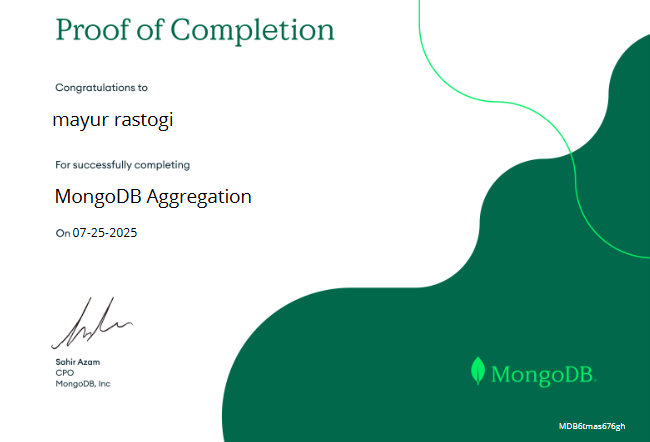 Proof of Completion
Congratulations to
mayur rastogi
For successfully completing
MongoDB Aggregation
On 07-25-2025
Sahir Azam
CPO
MongoDB, Inc
MongoDB.
MDB6tmas676gh